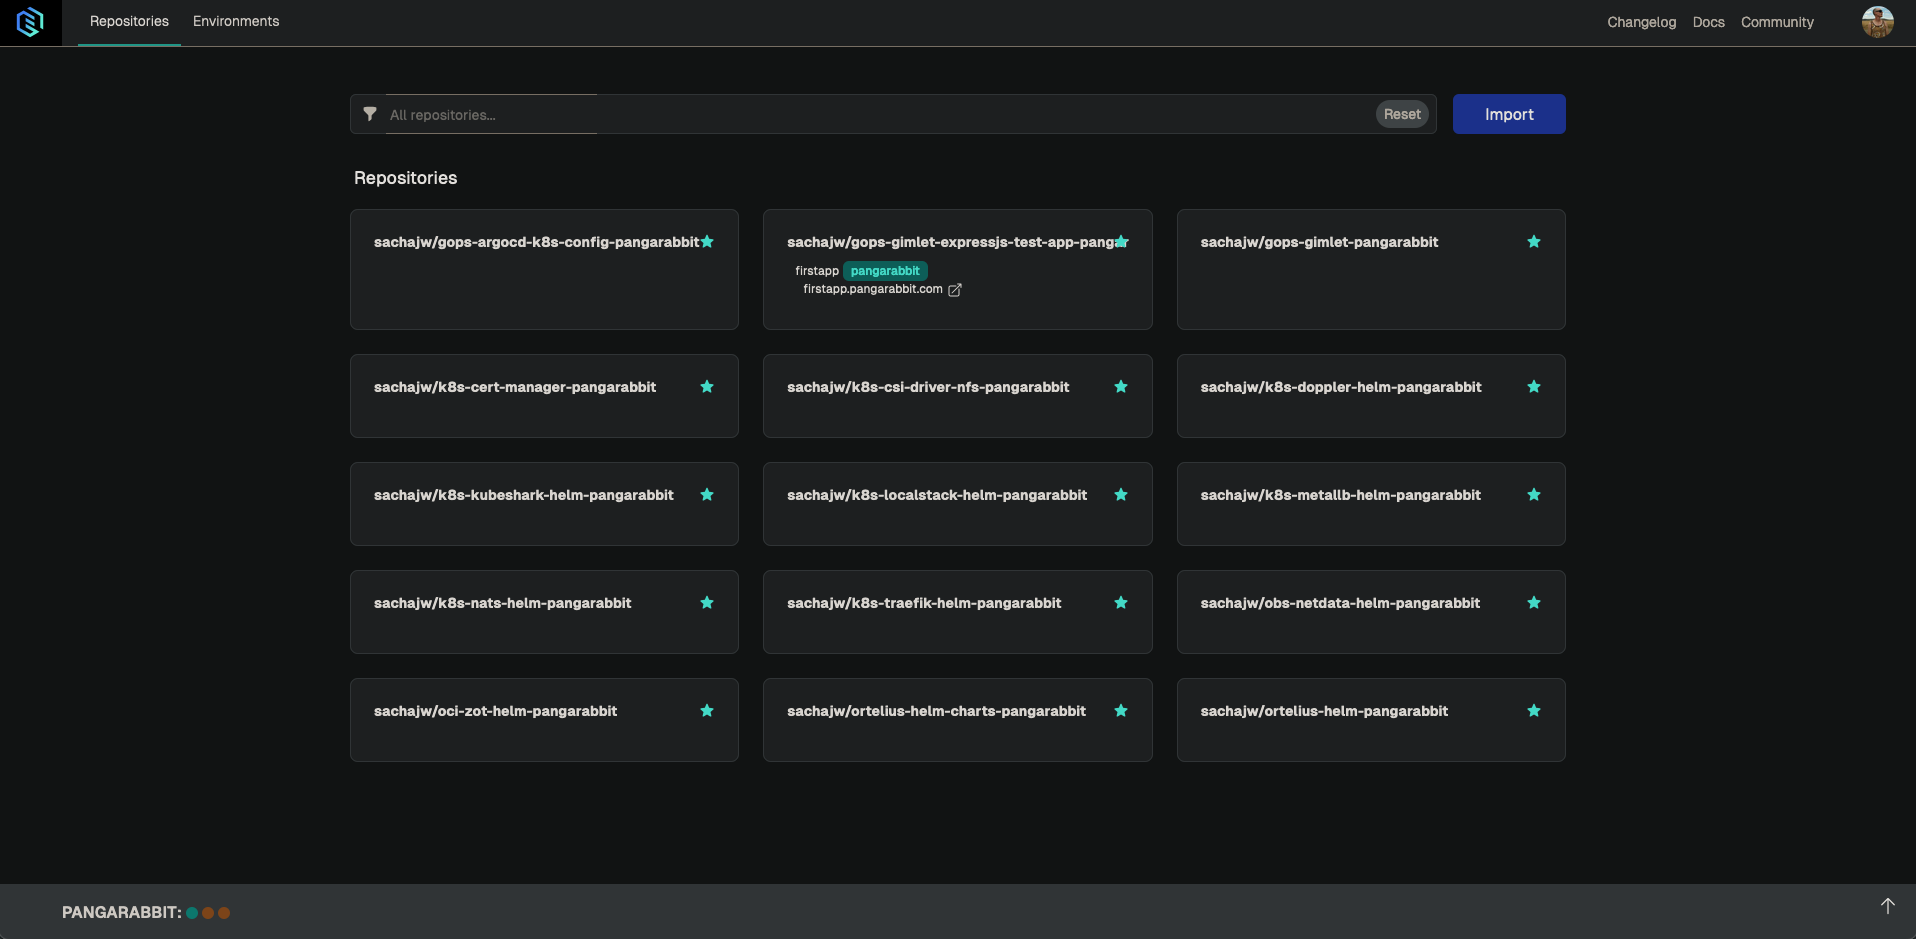 Repositories Environments Changelog Docs Community
All repositories... Reset Import
Repositories
sachajw/gops-argocd-k8s-config-pangarabbit
sachajw/gops-gimlet-expressjs-test-app-pangar
firstapp pangarabbit
firstapp.pangarabbit.com
sachajw/gops-gimlet-pangarabbit
sachajw/k8s-cert-manager-pangarabbit
sachajw/k8s-csi-driver-nfs-pangarabbit
sachajw/k8s-doppler-helm-pangarabbit
sachajw/k8s-kubeshark-helm-pangarabbit
sachajw/k8s-localstack-helm-pangarabbit
sachajw/k8s-metallb-helm-pangarabbit
sachajw/k8s-nats-helm-pangarabbit
sachajw/k8s-traefik-helm-pangarabbit
sachajw/obs-netdata-helm-pangarabbit
sachajw/oci-zot-helm-pangarabbit
sachajw/ortelius-helm-charts-pangarabbit
sachajw/ortelius-helm-pangarabbit
PANGARABBIT: